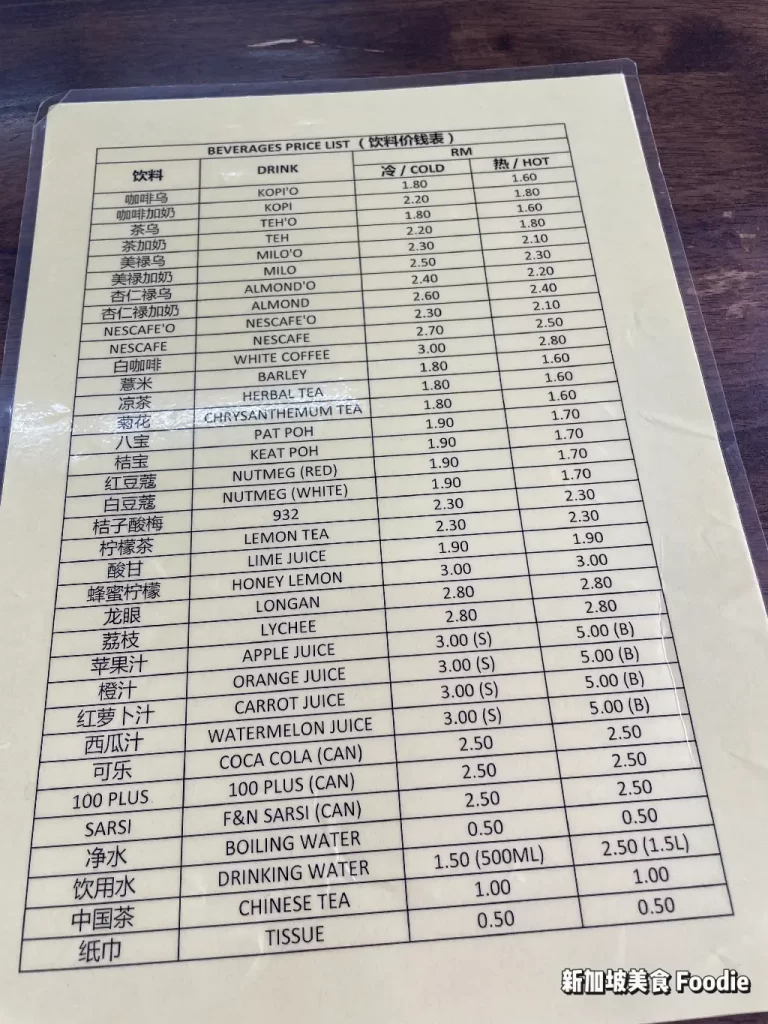 BEVERAGES PRICE LIST (饮料价钱表)
饮料 DRINK RM
冷 / COLD 热 / HOT
咖啡乌 KOPI'O 1.80 1.60
咖啡加奶 KOPI 2.20 1.80
茶乌 TEH'O 1.80 1.60
茶加奶 TEH 2.20 1.80
美禄乌 MILO'O 2.30 2.10
美禄加奶 MILO 2.50 2.30
杏仁禄乌 ALMOND'O 2.40 2.20
杏仁禄加奶 ALMOND 2.60 2.40
NESCAFE'O NESCAFE'O 2.30 2.10
NESCAFE NESCAFE 2.70 2.50
白咖啡 WHITE COFFEE 3.00 2.80
薏米 BARLEY 1.80 1.60
凉茶 HERBAL TEA 1.80 1.60
菊花 CHRYSANTHEMUM TEA 1.80 1.60
八宝 PAT POH 1.90 1.70
桔宝 KEAT POH 1.90 1.70
红豆蔻 NUTMEG (RED) 1.90 1.70
白豆蔻 NUTMEG (WHITE) 1.90 1.70
桔子酸梅 932 2.30 2.30
柠檬茶 LEMON TEA 2.30 2.30
酸甘 LIME JUICE 1.90 1.90
蜂蜜柠檬 HONEY LEMON 3.00 3.00
龙眼 LONGAN 2.80 2.80
荔枝 LYCHEE 2.80 2.80
苹果汁 APPLE JUICE 3.00 (S) 5.00 (B)
橙汁 ORANGE JUICE 3.00 (S) 5.00 (B)
红萝卜汁 CARROT JUICE 3.00 (S) 5.00 (B)
西瓜汁 WATERMELON JUICE 3.00 (S) 5.00 (B)
可乐 COCA COLA (CAN) 2.50 2.50
100 PLUS 100 PLUS (CAN) 2.50 2.50
SARSI F&N SARSI (CAN) 2.50 2.50
净水 BOILING WATER 0.50 0.50
饮用水 DRINKING WATER 1.50 (500ML) 2.50 (1.5L)
中国茶 CHINESE TEA 1.00 1.00
纸巾 TISSUE 0.50 0.50
新加坡美食 Foodie